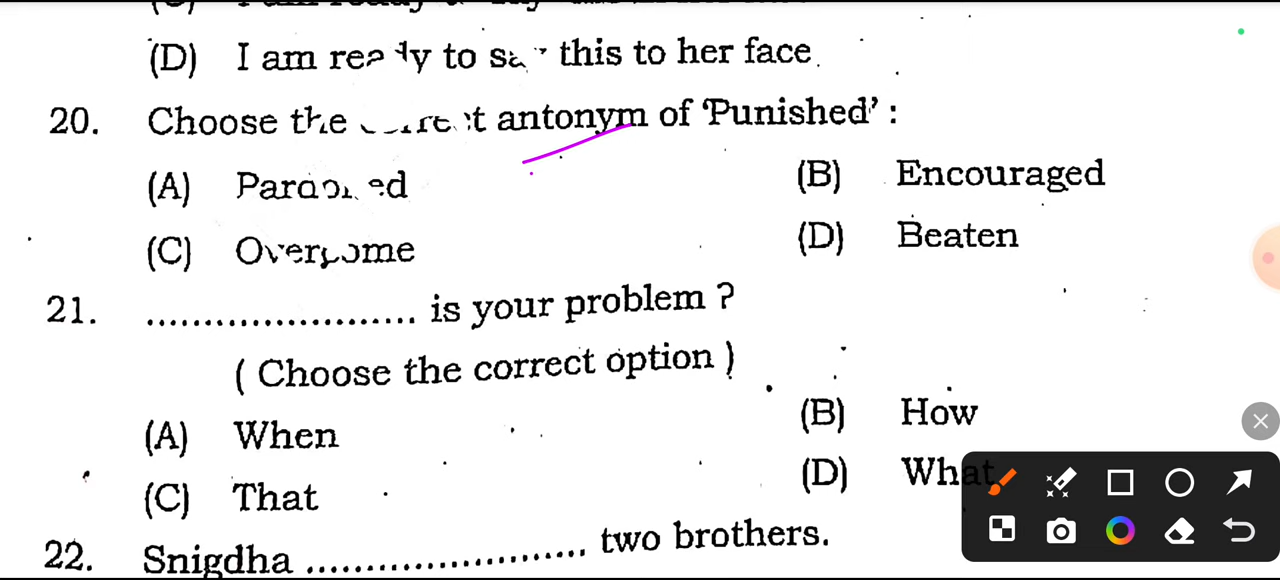 (D) I am ready to say this to her face.
20. Choose the correct antonym of 'Punished' :
(A) Pardoned
(B) Encouraged
(C) Overcome
(D) Beaten
21. ........................ is your problem ?
( Choose the correct option )
(A) When
(B) How
(C) That
(D) What
22. Snigdha ........................ two brothers.